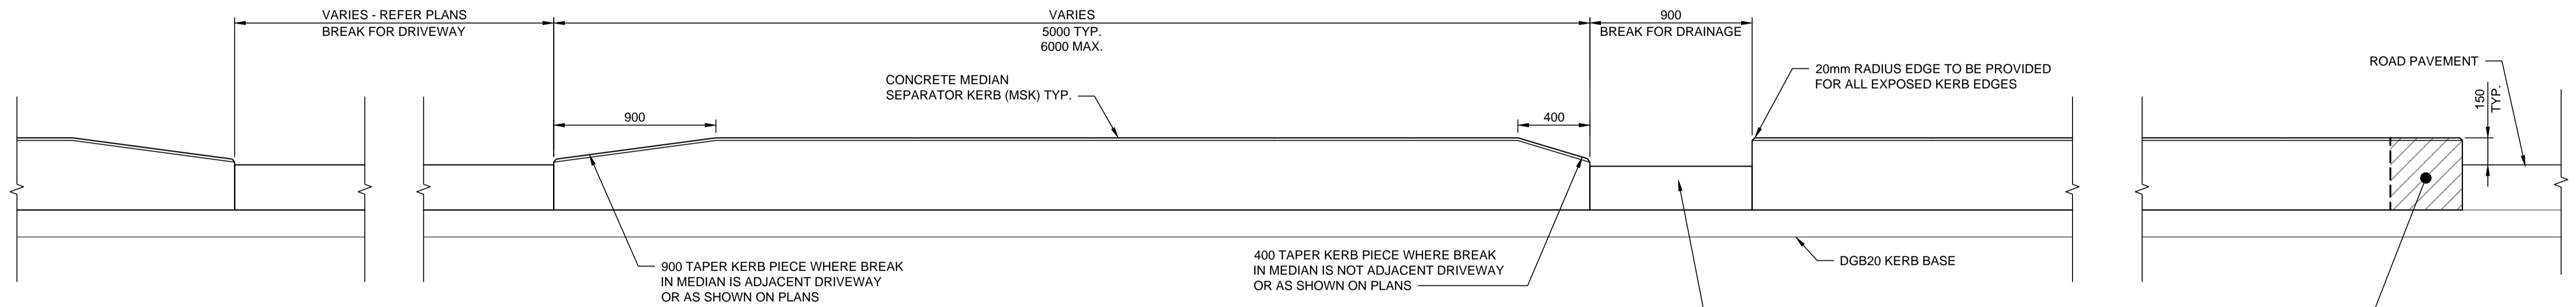 VARIES - REFER PLANS
BREAK FOR DRIVEWAY
VARIES
5000 TYP.
6000 MAX.
900
BREAK FOR DRAINAGE
CONCRETE MEDIAN
SEPARATOR KERB (MSK) TYP.
20mm RADIUS EDGE TO BE PROVIDED
FOR ALL EXPOSED KERB EDGES
ROAD PAVEMENT
150
TYP.
900
400
900 TAPER KERB PIECE WHERE BREAK
IN MEDIAN IS ADJACENT DRIVEWAY
OR AS SHOWN ON PLANS
400 TAPER KERB PIECE WHERE BREAK
IN MEDIAN IS NOT ADJACENT DRIVEWAY
OR AS SHOWN ON PLANS
DGB20 KERB BASE